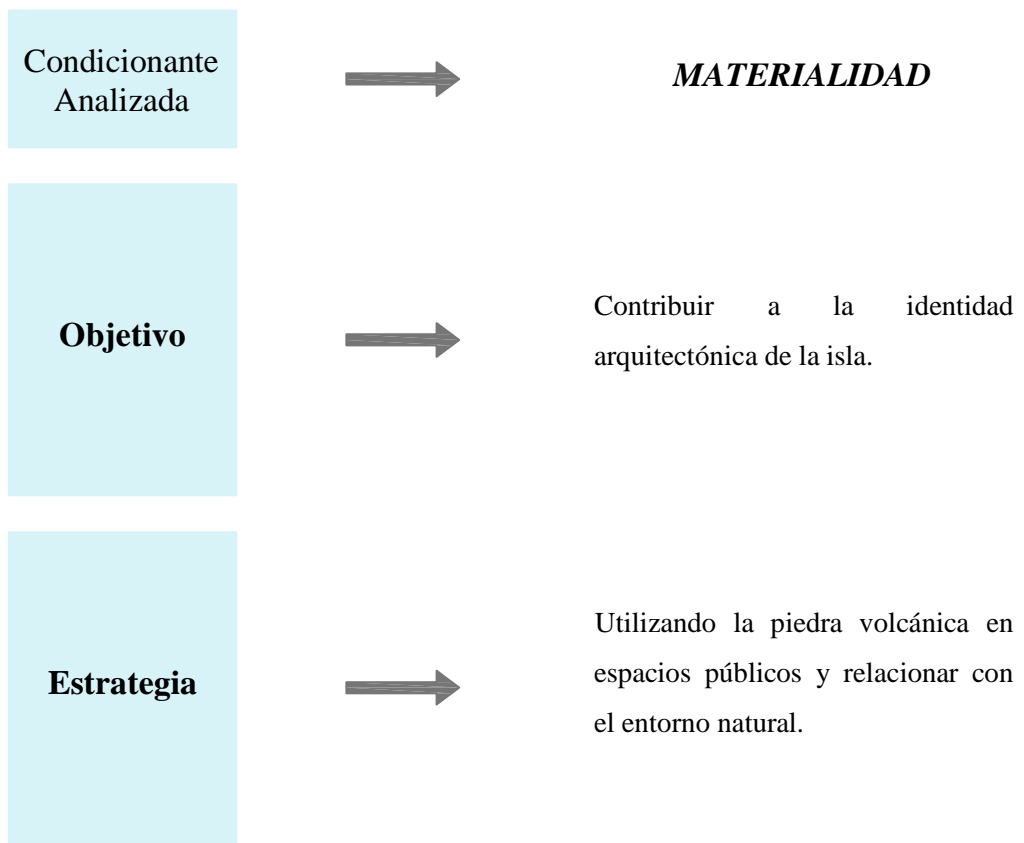 Condicionante
Analizada
MATERIALIDAD
Objetivo
Contribuir a la identidad
arquitectónica de la isla.
Estrategia
Utilizando la piedra volcánica en
espacios públicos y relacionar con
el entorno natural.